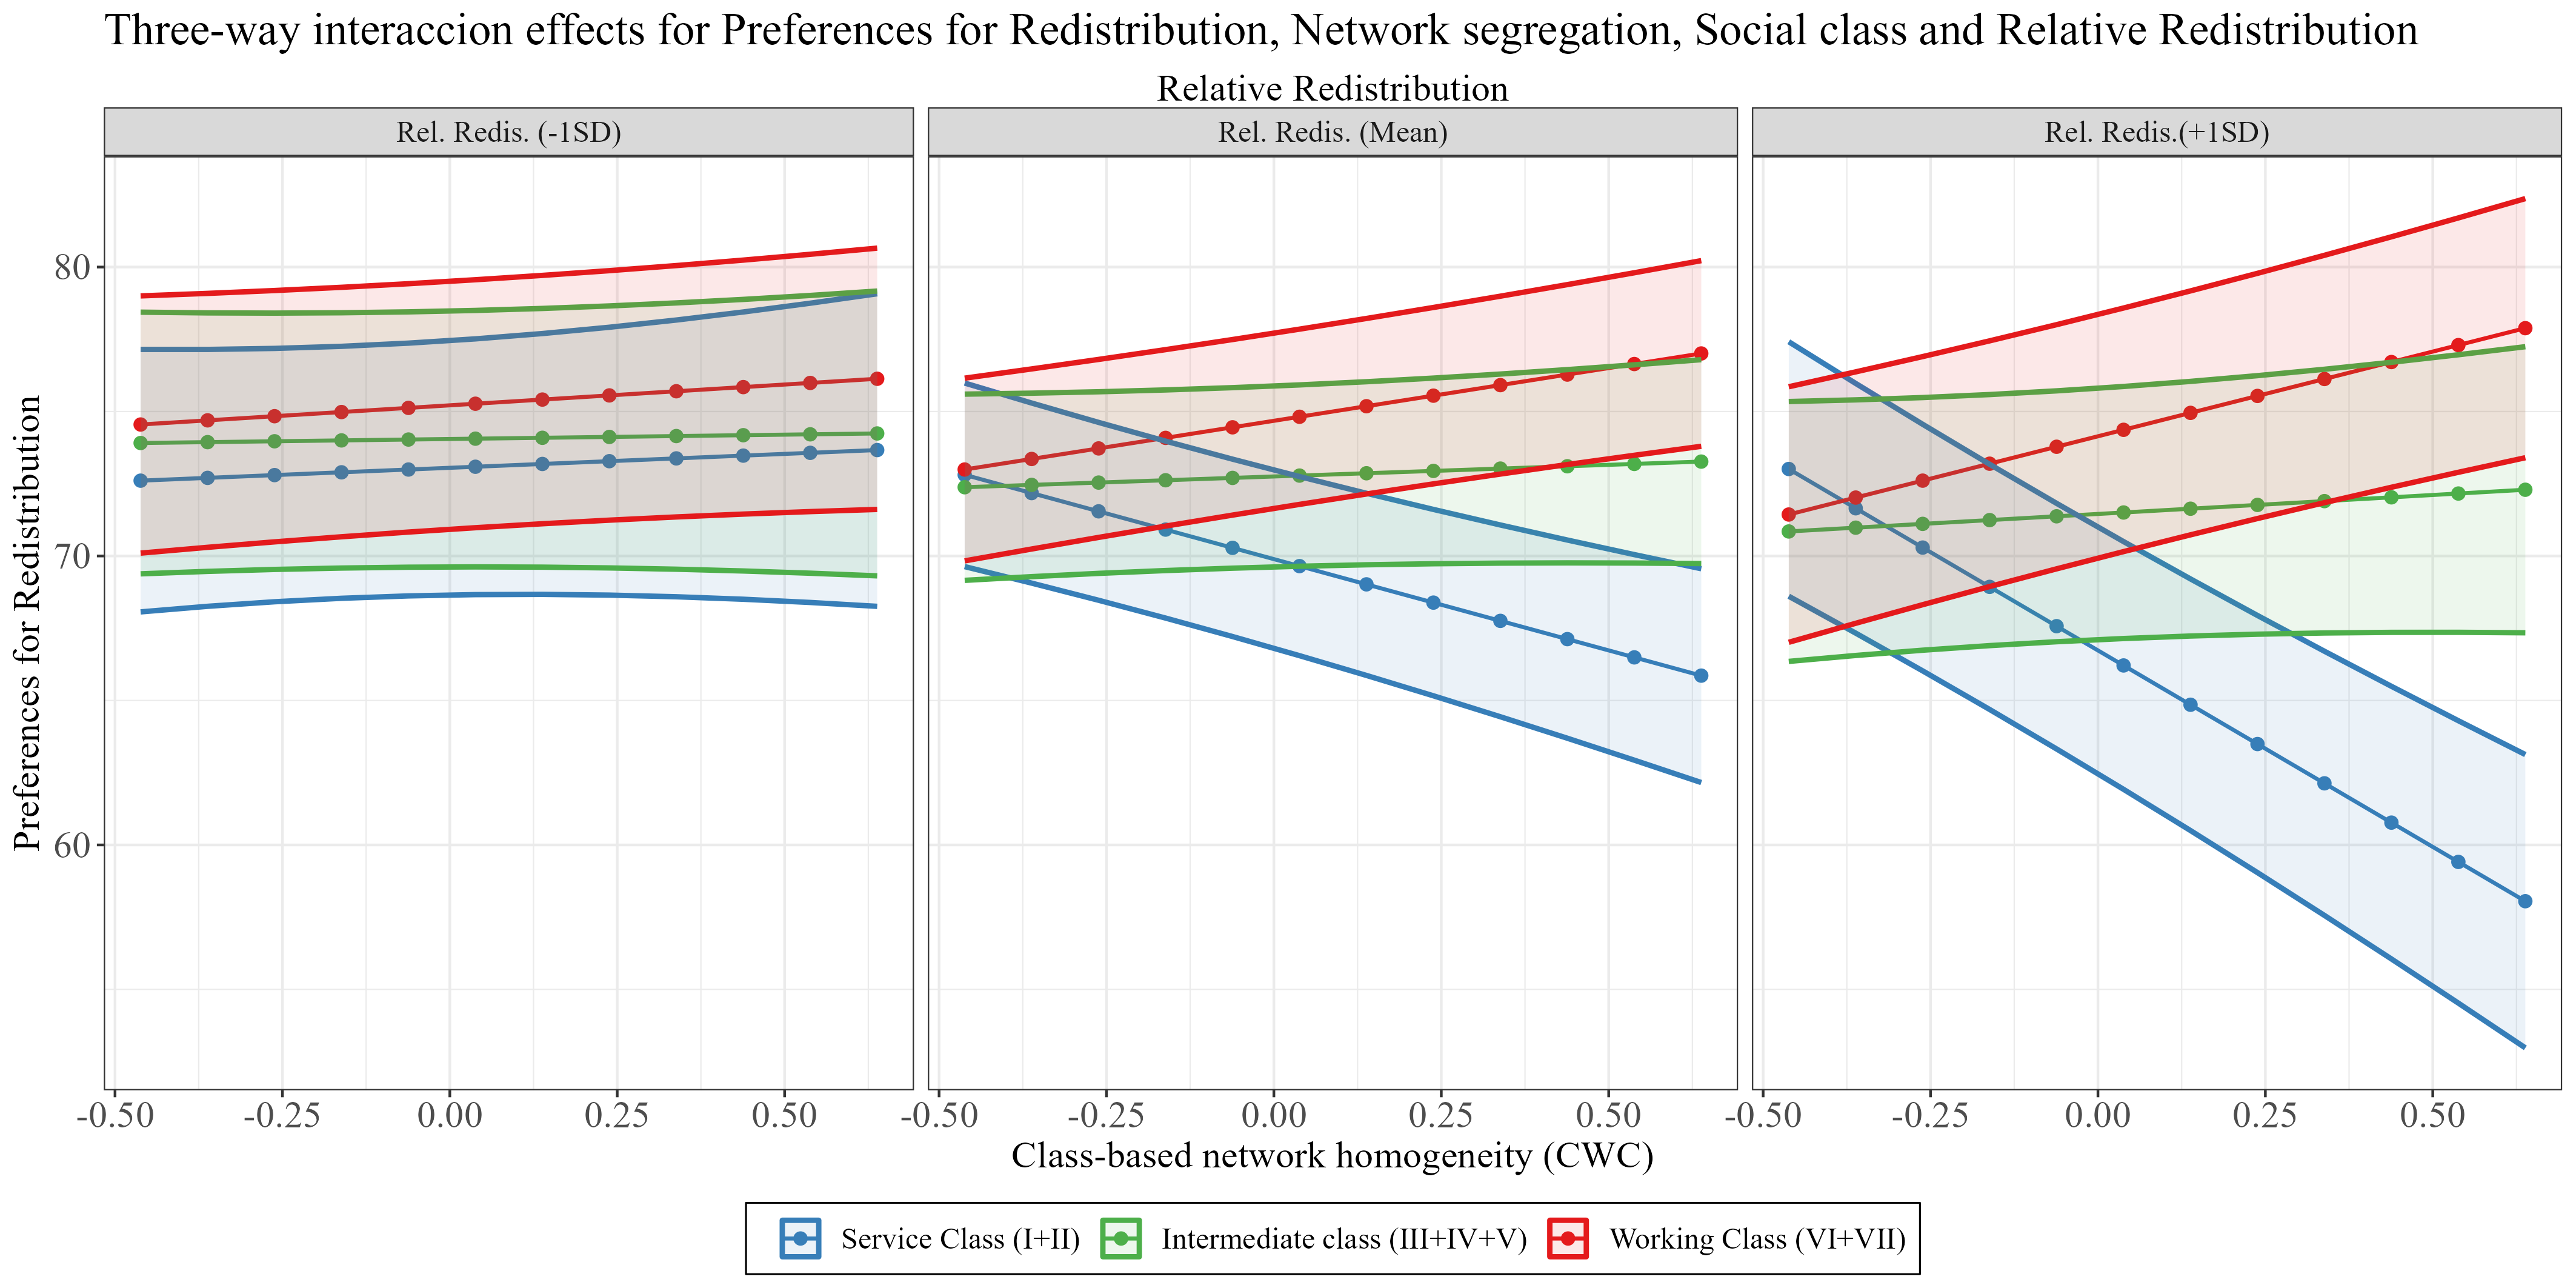 Three-way interaccion effects for Preferences for Redistribution, Network segregation, Social class and Relative Redistribution
Relative Redistribution
Rel. Redis. (-1SD)
Rel. Redis. (Mean)
Rel. Redis.(+1SD)
Preferences for Redistribution
80
70
60
-0.50 -0.25 0.00 0.25 0.50
-0.50 -0.25 0.00 0.25 0.50
-0.50 -0.25 0.00 0.25 0.50
Class-based network homogeneity (CWC)
Service Class (I+II) Intermediate class (III+IV+V) Working Class (VI+VII)